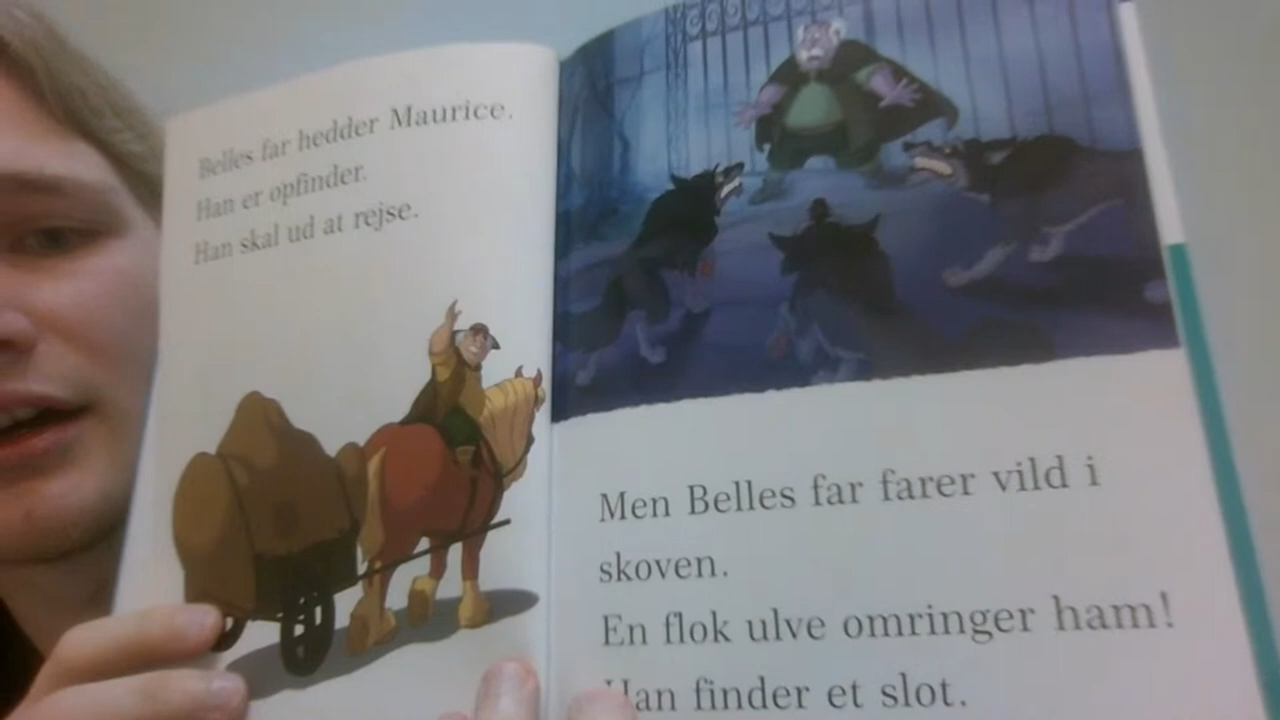 Belles far hedder Maurice.
Han er opfinder.
Han skal ud at rejse.
Men Belles far farer vild i
skoven.
En flok ulve omringer ham!
Han finder et slot.